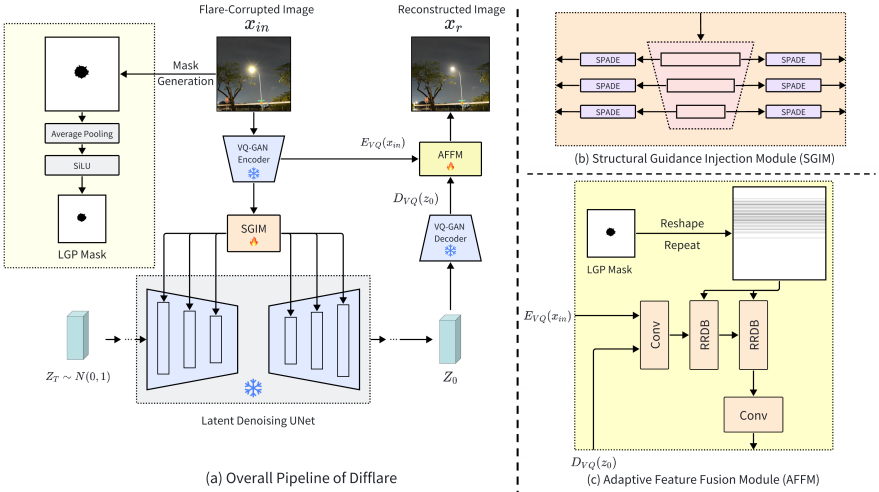 Flare-Corrupted Image
x_in
Reconstructed Image
x_r
Mask
Generation
Average Pooling
SiLU
LGP Mask
VQ-GAN
Encoder
E_VQ(x_in)
AFFM
D_VQ(z_0)
SGIM
VQ-GAN
Decoder
Z_T ∼ N(0,1)
...
...
Z_0
Latent Denoising UNet
(a) Overall Pipeline of Difflare
SPADE
SPADE
SPADE
SPADE
SPADE
SPADE
(b) Structural Guidance Injection Module (SGIM)
LGP Mask
Reshape
Repeat
E_VQ(x_in)
Conv
RRDB
RRDB
Conv
D_VQ(z_0)
(c) Adaptive Feature Fusion Module (AFFM)